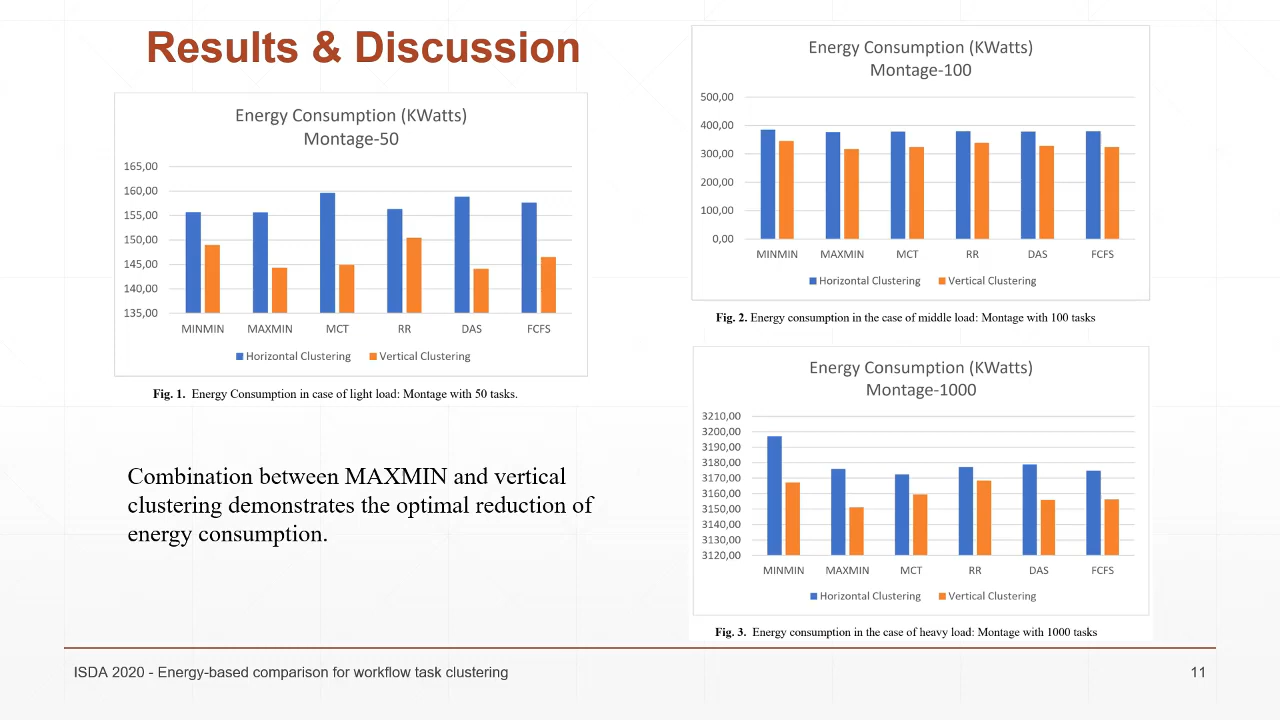 Results & Discussion
Energy Consumption (KWatts)
Montage-50
165,00
160,00
155,00
150,00
145,00
140,00
135,00
MINMIN MAXMIN MCT RR DAS FCFS
Horizontal Clustering Vertical Clustering
Fig. 1. Energy Consumption in case of light load: Montage with 50 tasks.
Combination between MAXMIN and vertical
clustering demonstrates the optimal reduction of
energy consumption.
Energy Consumption (KWatts)
Montage-100
500,00
400,00
300,00
200,00
100,00
0,00
MINMIN MAXMIN MCT RR DAS FCFS
Horizontal Clustering Vertical Clustering
Fig. 2. Energy consumption in the case of middle load: Montage with 100 tasks
Energy Consumption (KWatts)
Montage-1000
3210,00
3200,00
3190,00
3180,00
3170,00
3160,00
3150,00
3140,00
3130,00
3120,00
MINMIN MAXMIN MCT RR DAS FCFS
Horizontal Clustering Vertical Clustering
Fig. 3. Energy consumption in the case of heavy load: Montage with 1000 tasks
ISDA 2020 - Energy-based comparison for workflow task clustering
11